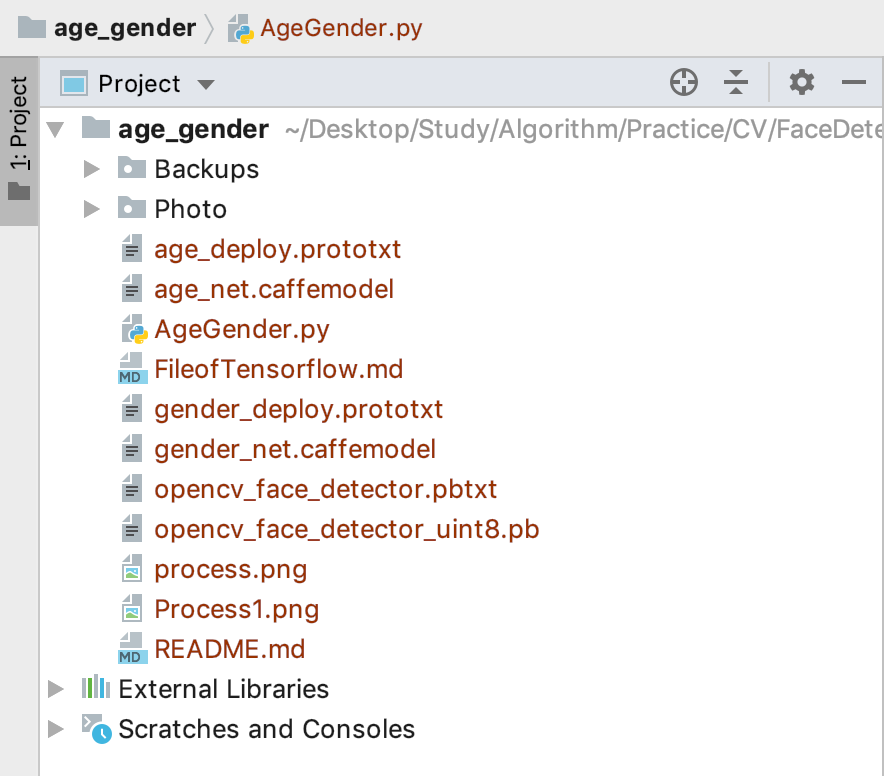 age_gender AgeGender.py
1: Project
Project
age_gender ~/Desktop/Study/Algorithm/Practice/CV/FaceDete
Backups
Photo
age_deploy.prototxt
age_net.caffemodel
AgeGender.py
MD FileofTensorflow.md
gender_deploy.prototxt
gender_net.caffemodel
opencv_face_detector.pbtxt
opencv_face_detector_uint8.pb
process.png
Process1.png
MD README.md
External Libraries
Scratches and Consoles